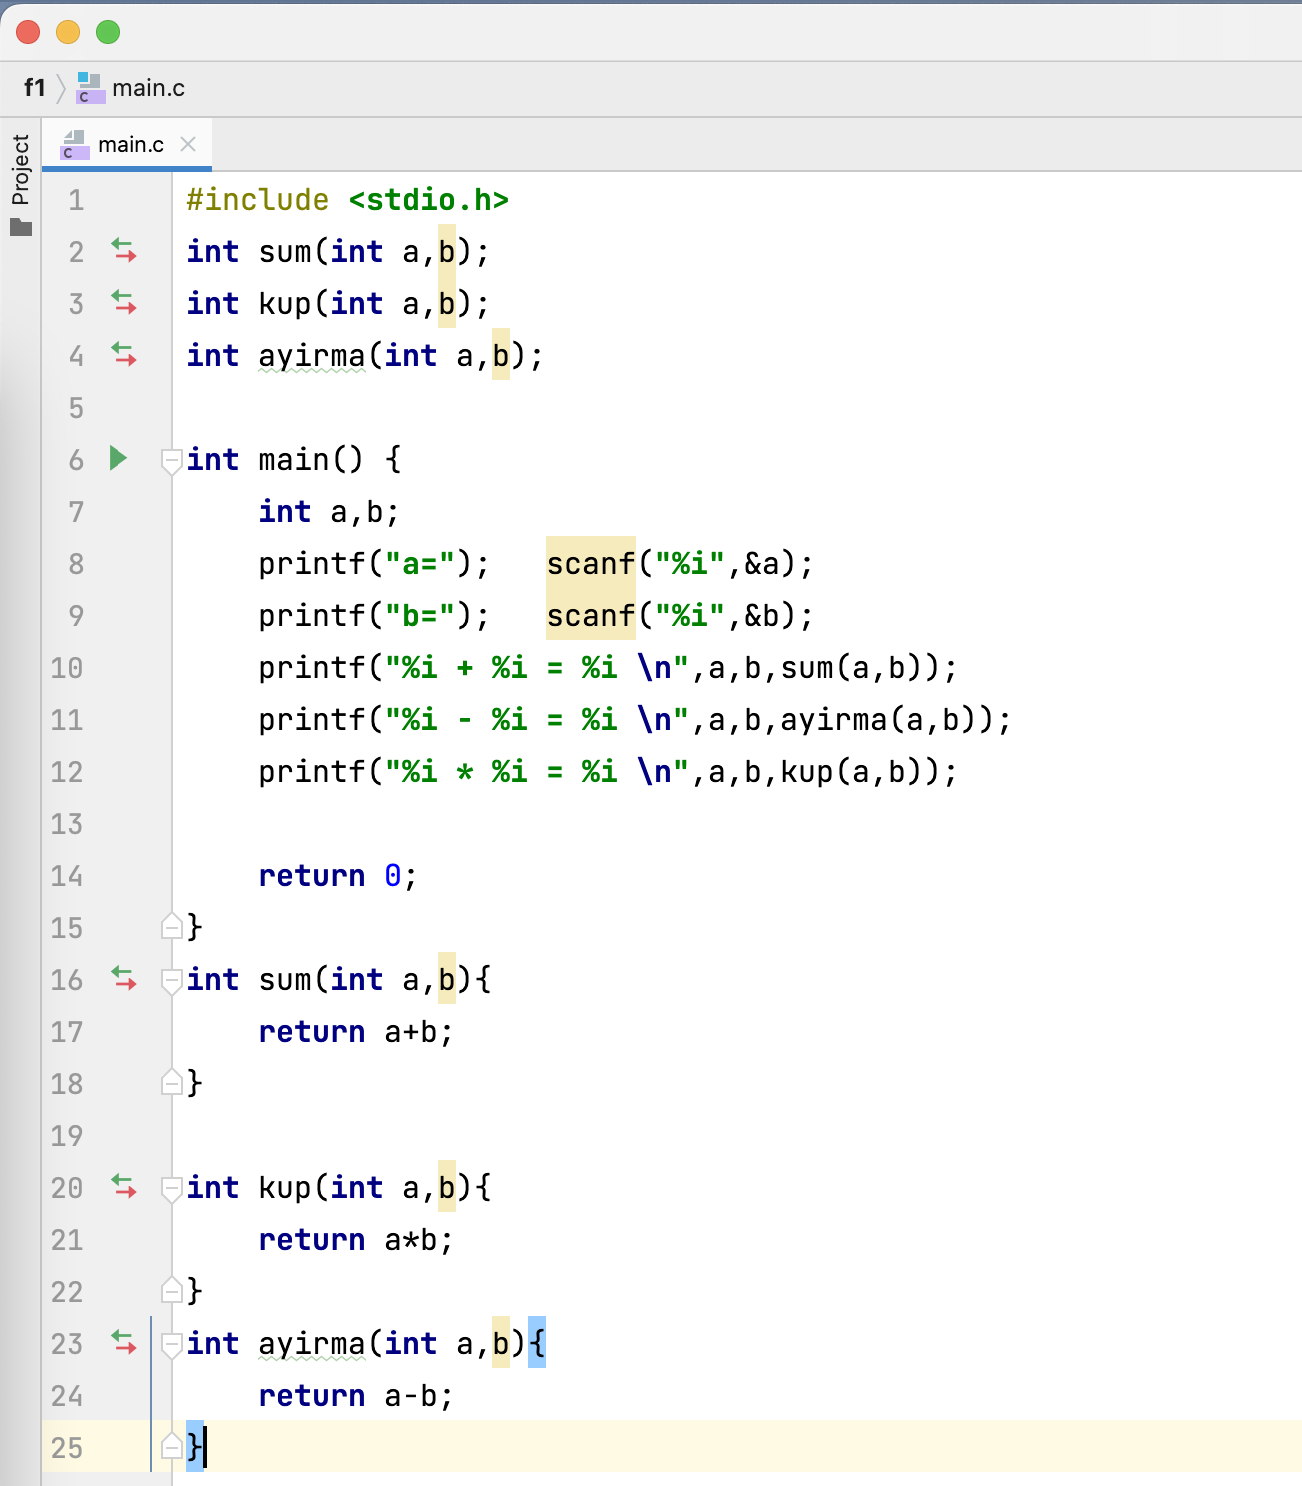 f1 main.c
Project
main.c
1 #include <stdio.h>
2 int sum(int a,b);
3 int kup(int a,b);
4 int ayirma(int a,b);
5
6 int main() {
7     int a,b;
8     printf("a=");   scanf("%i",&a);
9     printf("b=");   scanf("%i",&b);
10     printf("%i + %i = %i \n",a,b,sum(a,b));
11     printf("%i - %i = %i \n",a,b,ayirma(a,b));
12     printf("%i * %i = %i \n",a,b,kup(a,b));
13
14     return 0;
15 }
16 int sum(int a,b){
17     return a+b;
18 }
19
20 int kup(int a,b){
21     return a*b;
22 }
23 int ayirma(int a,b){
24     return a-b;
25 }